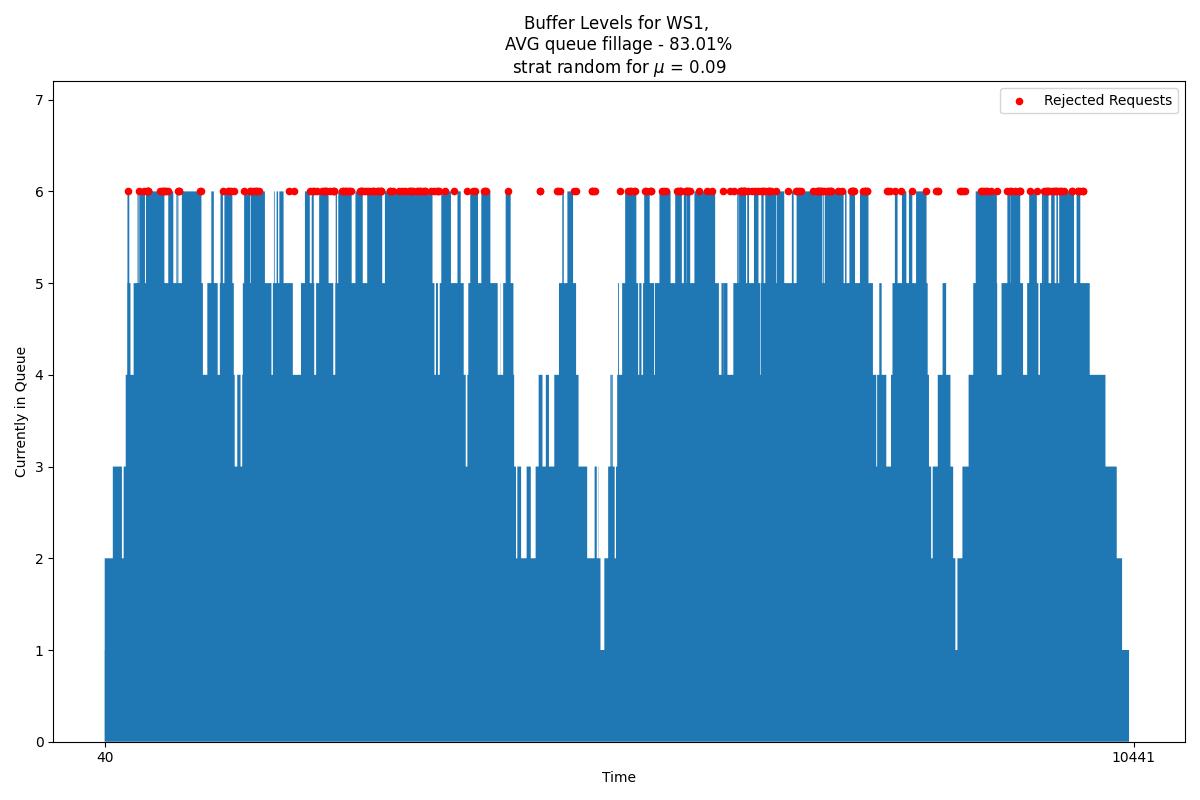 Buffer Levels for WS1,
AVG queue fillage - 83.01%
strat random for μ = 0.09
Rejected Requests
7
6
5
4
3
2
1
0
Currently in Queue
40
10441
Time